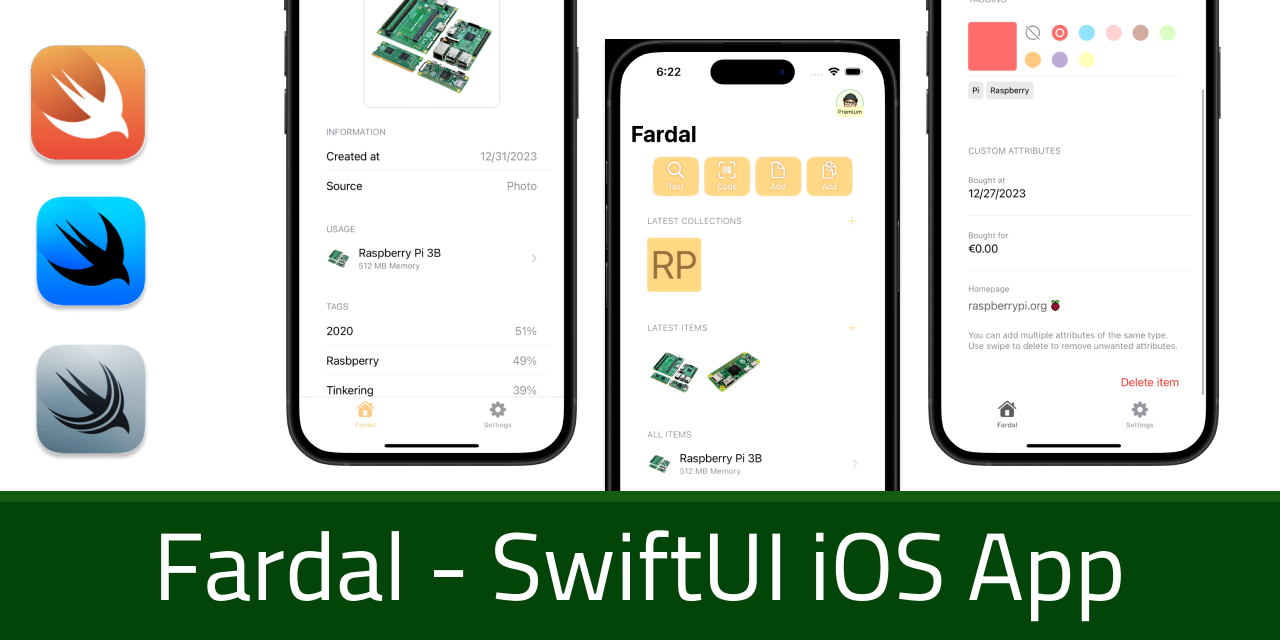 INFORMATION
Created at 12/31/2023
Source Photo
USAGE
Raspberry Pi 3B
512 MB Memory
TAGS
2020 51%
Rasbperry 49%
Tinkering 39%
Fardal Settings
6:22
Premium
Fardal
Text Code Add Add
LATEST COLLECTIONS +
RP
LATEST ITEMS +
ALL ITEMS
Raspberry Pi 3B
512 MB Memory
Pi Raspberry
CUSTOM ATTRIBUTES
Bought at
12/27/2023
Bought for
€0.00
Homepage
raspberrypi.org
You can add multiple attributes of the same type.
Use swipe to delete to remove unwanted attributes.
Delete item
Fardal Settings
Fardal - SwiftUI iOS App